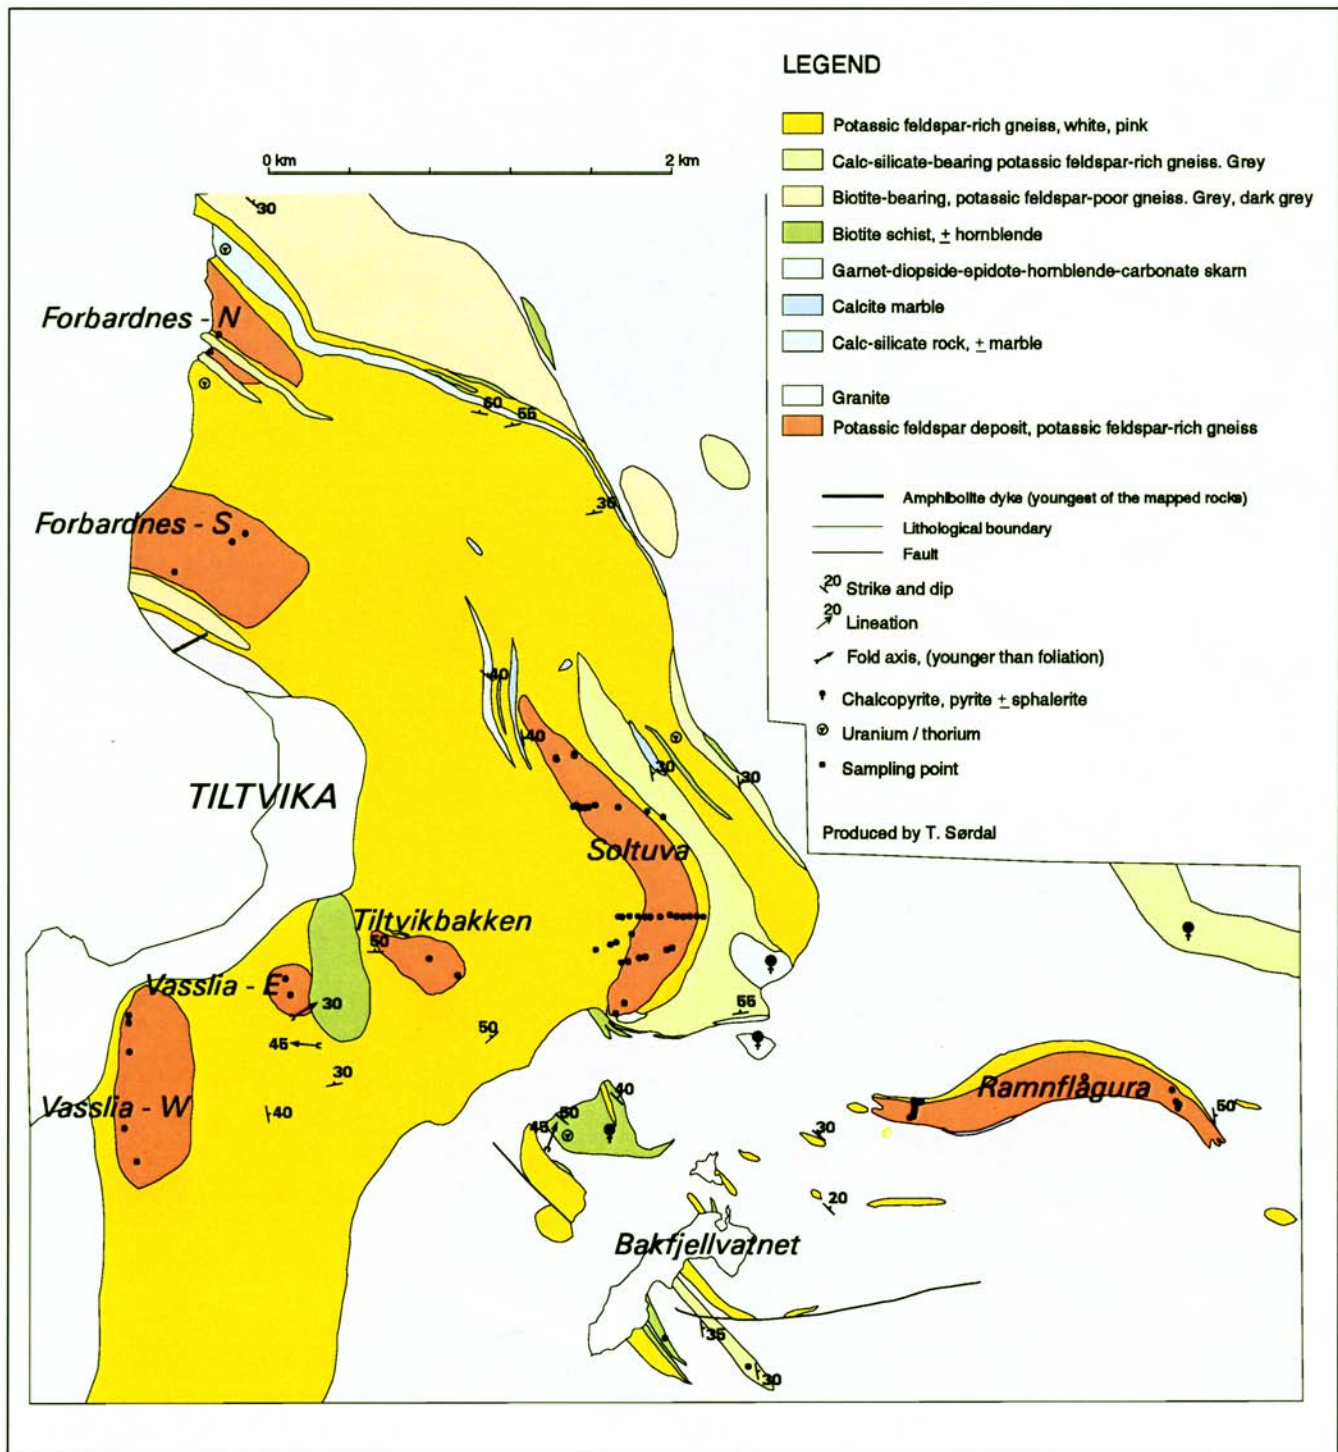 LEGEND
Potassic feldspar-rich gneiss, white, pink
Calc-silicate-bearing potassic feldspar-rich gneiss. Grey
Biotite-bearing, potassic feldspar-poor gneiss. Grey, dark grey
Biotite schist, ± hornblende
Garnet-diopside-epidote-hornblende-carbonate skarn
Calcite marble
Calc-silicate rock, ± marble
Granite
Potassic feldspar deposit, potassic feldspar-rich gneiss
Amphibolite dyke (youngest of the mapped rocks)
Lithological boundary
Fault
20 Strike and dip
20 Lineation
Fold axis, (younger than foliation)
Chalcopyrite, pyrite ± sphalerite
Uranium / thorium
Sampling point
Produced by T. Sørdal
0 km 2 km
30
Forbardnes - N
60
55
35
Forbardnes - S
40
40
30
30
TILTVIKA
Soltuva
Tiltvikbakken
50
Vasslia - E
30
55
50
45
30
Ramnflågura
Vasslia - W
40
40
50
50
45
30
20
Bakfjellvatnet
35
30